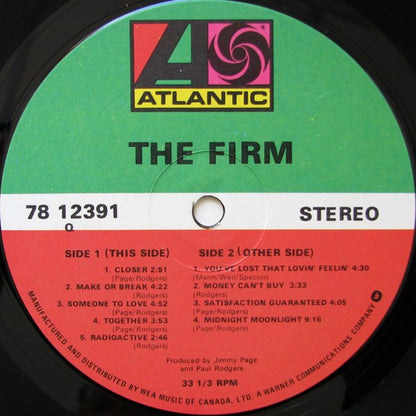 ATLANTIC
THE FIRM
78 12391
Q
STEREO
SIDE 1 (THIS SIDE)
1. CLOSER 2:51
(Page/Rodgers)
2. MAKE OR BREAK 4:22
(Rodgers)
3. SOMEONE TO LOVE 4:52
(Page/Rodgers)
4. TOGETHER 3:53
(Page/Rodgers)
5. RADIOACTIVE 2:46
(Rodgers)
SIDE 2 (OTHER SIDE)
1. YOU'VE LOST THAT LOVIN' FEELIN' 4:30
(Mann/Weil/Spector)
2. MONEY CAN'T BUY 3:33
(Rodgers)
3. SATISFACTION GUARANTEED 4:05
(Page/Rodgers)
4. MIDNIGHT MOONLIGHT 9:16
(Page/Rodgers)
Produced by Jimmy Page
and Paul Rodgers
33 1/3 RPM
MANUFACTURED AND DISTRIBUTED BY WEA MUSIC OF CANADA, LTD. A WARNER COMMUNICATIONS COMPANY